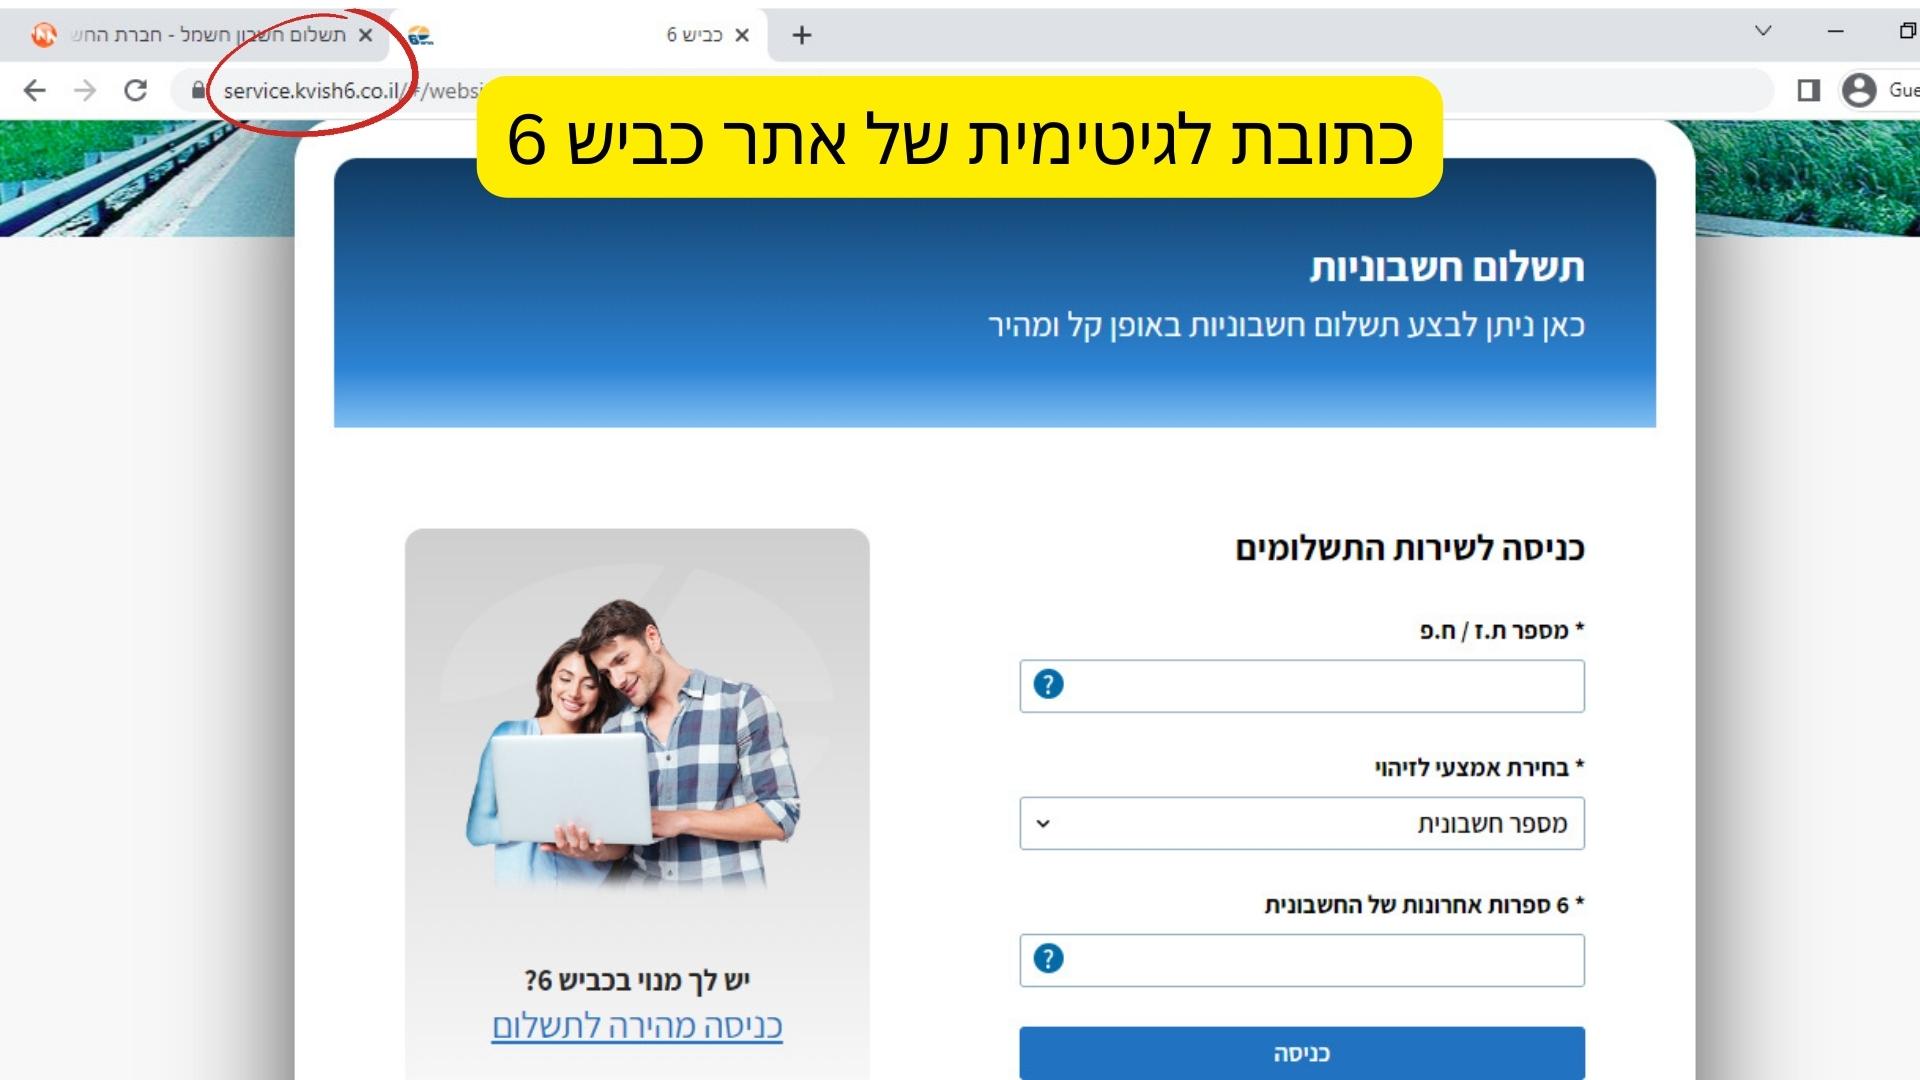 תשלום חשבון חשמל - חברת החש
כביש 6
service.kvish6.co.il/#/websi
Gue
כתובת לגיטימית של אתר כביש 6
תשלום חשבוניות
כאן ניתן לבצע תשלום חשבוניות באופן קל ומהיר
כניסה לשירות התשלומים
* מספר ת.ז / ח.פ
* בחירת אמצעי לזיהוי
מספר חשבונית
* 6 ספרות אחרונות של החשבונית
כניסה
יש לך מנוי בכביש 6?
כניסה מהירה לתשלום